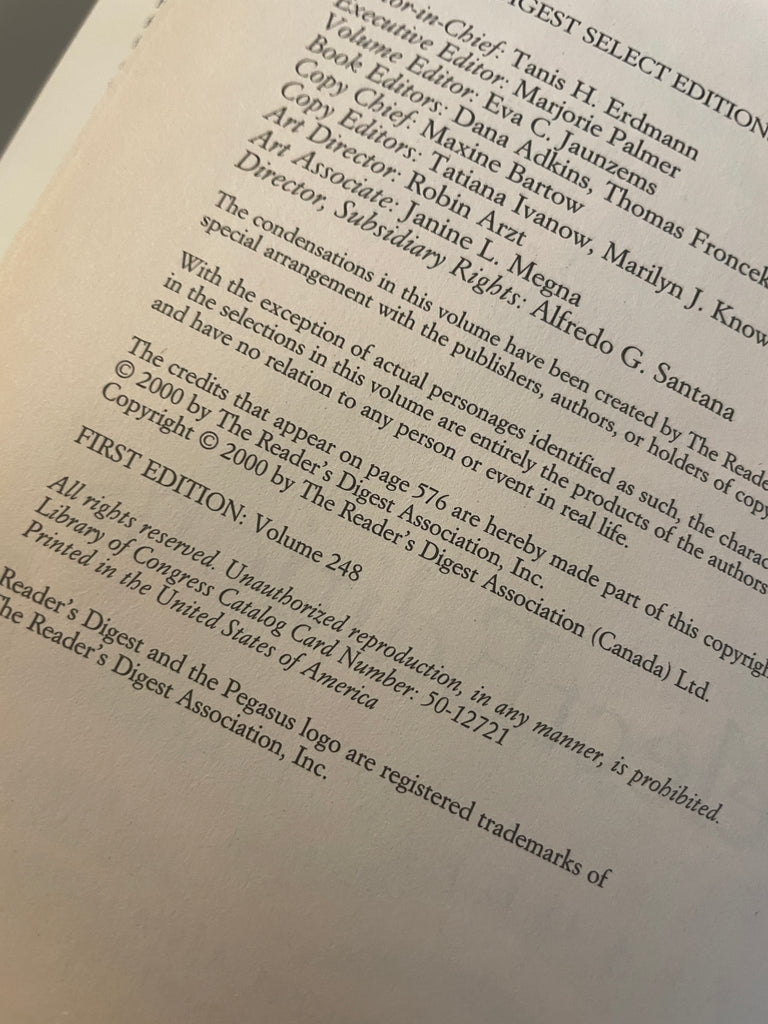 IGEST SELECT EDITION
tor-in-Chief: Tanis H. Erdmann
Executive Editor: Marjorie Palmer
Volume Editor: Eva C. Jaunzems
Book Editors: Dana Adkins, Thomas Froncek
Copy Chief: Maxine Bartow
Copy Editors: Tatiana Ivanow, Marilyn J. Know
Art Director: Robin Arzt
Art Associate: Janine L. Megna
Director, Subsidiary Rights: Alfredo G. Santana
The condensations in this volume have been created by The Reade
special arrangement with the publishers, authors, or holders of copy
With the exception of actual personages identified as such, the charac
in the selections in this volume are entirely the products of the authors
and have no relation to any person or event in real life.
The credits that appear on page 576 are hereby made part of this copyrigh
© 2000 by The Reader's Digest Association, Inc.
Copyright © 2000 by The Reader's Digest Association (Canada) Ltd.
FIRST EDITION: Volume 248
All rights reserved. Unauthorized reproduction, in any manner, is prohibited.
Library of Congress Catalog Card Number: 50-12721
Printed in the United States of America
Reader's Digest and the Pegasus logo are registered trademarks of
The Reader's Digest Association, Inc.